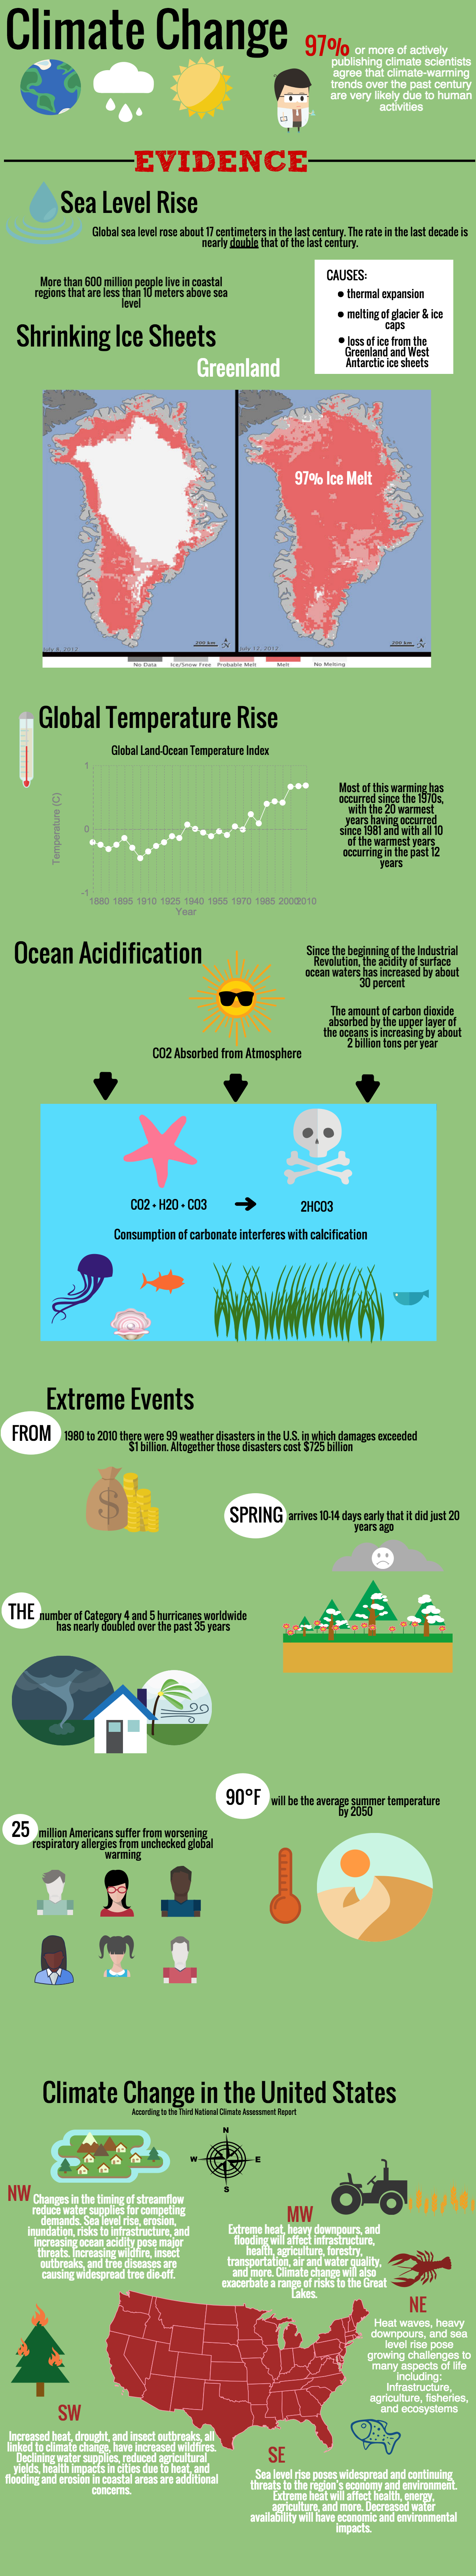 Climate Change
97% or more of actively
publishing climate scientists
agree that climate-warming
trends over the past century
are very likely due to human
activities
EVIDENCE
Sea Level Rise
Global sea level rose about 17 centimeters in the last century. The rate in the last decade is
nearly double that of the last century.
More than 600 million people live in coastal
regions that are less than 10 meters above sea
level
CAUSES:
● thermal expansion
● melting of glacier & ice
caps
● loss of ice from the
Greenland and West
Antarctic ice sheets
Shrinking Ice Sheets
Greenland
97% Ice Melt
200 km
N
July 8, 2012
200 km
N
July 12, 2012
No Data
Ice/Snow Free
Probable Melt
Melt
No Melting
Global Temperature Rise
Global Land-Ocean Temperature Index
1
0
-1
Temperature (C)
1880 1895 1910 1925 1940 1955 1970 1985 2000 2010
Year
Most of this warming has
occurred since the 1970s,
with the 20 warmest
years having occurred
since 1981 and with all 10
of the warmest years
occurring in the past 12
years
Ocean Acidification
Since the beginning of the Industrial
Revolution, the acidity of surface
ocean waters has increased by about
30 percent
The amount of carbon dioxide
absorbed by the upper layer of
the oceans is increasing by about
2 billion tons per year
CO2 Absorbed from Atmosphere
CO2 + H2O + CO3
2HCO3
Consumption of carbonate interferes with calcification
Extreme Events
FROM 1980 to 2010 there were 99 weather disasters in the U.S. in which damages exceeded
$1 billion. Altogether those disasters cost $725 billion
$
SPRING arrives 10-14 days early that it did just 20
years ago
THE number of Category 4 and 5 hurricanes worldwide
has nearly doubled over the past 35 years
90°F will be the average summer temperature
by 2050
25 million Americans suffer from worsening
respiratory allergies from unchecked global
warming
Climate Change in the United States
According to the Third National Climate Assessment Report
N
W
E
S
NW
Changes in the timing of streamflow
reduce water supplies for competing
demands. Sea level rise, erosion,
inundation, risks to infrastructure, and
increasing ocean acidity pose major
threats. Increasing wildfire, insect
outbreaks, and tree diseases are
causing widespread tree die-off.
MW
Extreme heat, heavy downpours, and
flooding will affect infrastructure,
health, agriculture, forestry,
transportation, air and water quality,
and more. Climate change will also
exacerbate a range of risks to the Great
Lakes.
NE
Heat waves, heavy
downpours, and sea
level rise pose
growing challenges to
many aspects of life
including:
Infrastructure,
agriculture, fisheries,
and ecosystems
SW
Increased heat, drought, and insect outbreaks, all
linked to climate change, have increased wildfires.
Declining water supplies, reduced agricultural
yields, health impacts in cities due to heat, and
flooding and erosion in coastal areas are additional
concerns.
SE
Sea level rise poses widespread and continuing
threats to the region's economy and environment.
Extreme heat will affect health, energy,
agriculture, and more. Decreased water
availability will have economic and environmental
impacts.